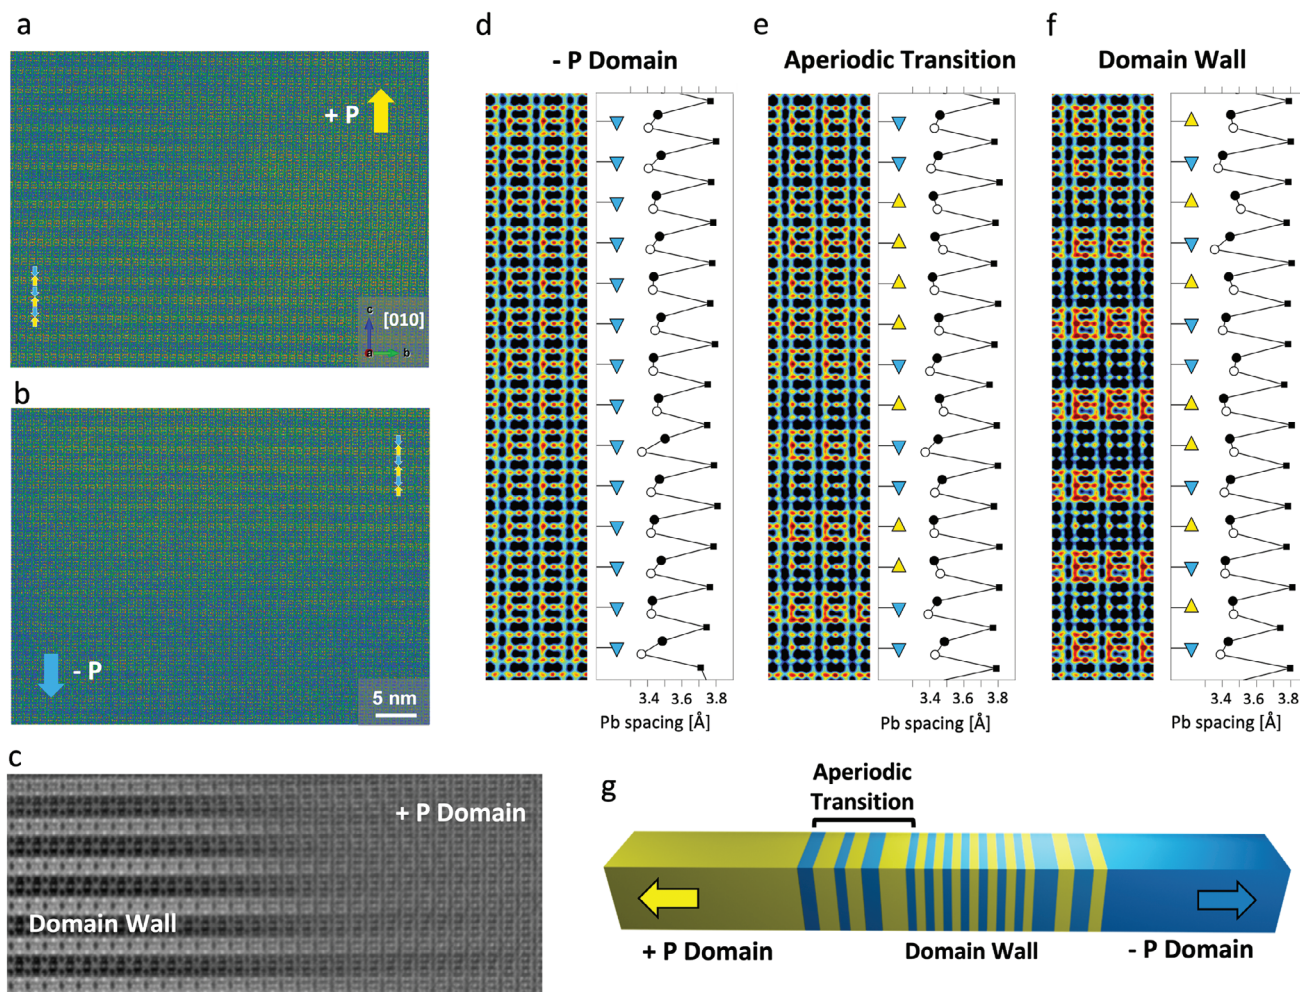 a
+ P
[010]
c
a
b
b
- P
5 nm
c
+ P Domain
Domain Wall
d
- P Domain
3.4 3.6 3.8
Pb spacing [Å]
e
Aperiodic Transition
3.4 3.6 3.8
Pb spacing [Å]
f
Domain Wall
3.4 3.6 3.8
Pb spacing [Å]
g
Aperiodic
Transition
+ P Domain
Domain Wall
- P Domain